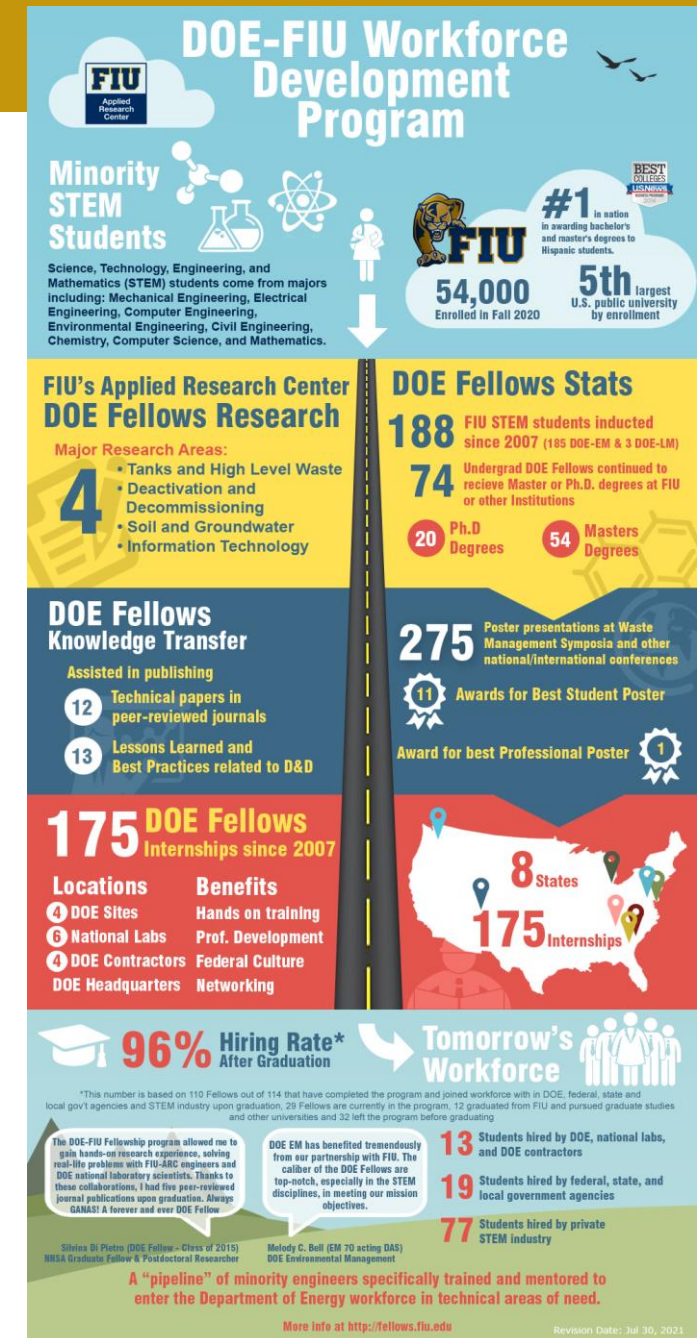 DOE-FIU Workforce
Development
Program
FIU
Applied
Research
Center
Minority
STEM
Students
Science, Technology, Engineering, and
Mathematics (STEM) students come from majors
including: Mechanical Engineering, Electrical
Engineering, Computer Engineering,
Environmental Engineering, Civil Engineering,
Chemistry, Computer Science, and Mathematics.
BEST
COLLEGES
U.S.News
FIU
#1 in nation
in awarding bachelor's
and master's degrees to
Hispanic students.
54,000
Enrolled in Fall 2020
5th largest
U.S. public university
by enrollment
FIU's Applied Research Center
DOE Fellows Research
Major Research Areas:
4
• Tanks and High Level Waste
• Deactivation and
Decommissioning
• Soil and Groundwater
• Information Technology
DOE Fellows Stats
188 FIU STEM students inducted
since 2007 (185 DOE-EM & 3 DOE-LM)
74 Undergrad DOE Fellows continued to
recieve Master or Ph.D. degrees at FIU
or other Institutions
20 Ph.D
Degrees
54 Masters
Degrees
DOE Fellows
Knowledge Transfer
Assisted in publishing
12 Technical papers in
peer-reviewed journals
13 Lessons Learned and
Best Practices related to D&D
275 Poster presentations at Waste
Management Symposia and other
national/international conferences
11 Awards for Best Student Poster
Award for best Professional Poster 1
175 DOE Fellows
Internships since 2007
Locations
4 DOE Sites
6 National Labs
4 DOE Contractors
DOE Headquarters
Benefits
Hands on training
Prof. Development
Federal Culture
Networking
8 States
175 Internships
96% Hiring Rate*
After Graduation
Tomorrow's
Workforce
*This number is based on 110 Fellows out of 114 that have completed the program and joined workforce with in DOE, federal, state and
local gov't agencies and STEM industry upon graduation, 29 Fellows are currently in the program, 12 graduated from FIU and pursued graduate studies
and other universities and 32 left the program before graduating
The DOE-FIU Fellowship program allowed me to
gain hands-on research experience, solving
real-life problems with FIU-ARC engineers and
DOE national laboratory scientists. Thanks to
these collaborations, I had five peer-reviewed
journal publications upon graduation. Always
GANAS! A forever and ever DOE Fellow
Silvina Di Pietro (DOE Fellow - Class of 2015)
NNSA Graduate Fellow & Postdoctoral Researcher
DOE EM has benefited tremendously
from our partnership with FIU. The
caliber of the DOE Fellows are
top-notch, especially in the STEM
disciplines, in meeting our mission
objectives.
Melody C. Bell (EM 70 acting DAS)
DOE Environmental Management
13 Students hired by DOE, national labs,
and DOE contractors
19 Students hired by federal, state, and
local government agencies
77 Students hired by private
STEM industry
A “pipeline” of minority engineers specifically trained and mentored to
enter the Department of Energy workforce in technical areas of need.
More info at http://fellows.fiu.edu
Revision Date: Jul 30, 2021